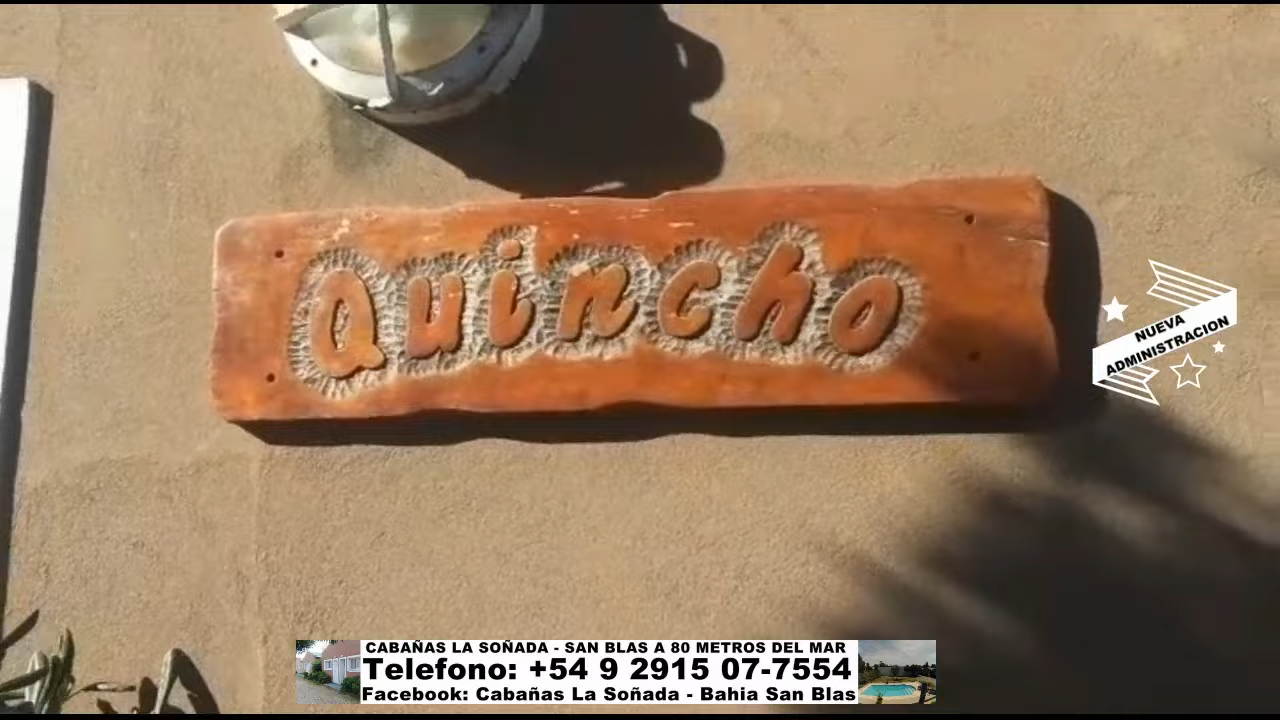 Quincho
NUEVA
ADMINISTRACION
CABAÑAS LA SOÑADA - SAN BLAS A 80 METROS DEL MAR
Telefono: +54 9 2915 07-7554
Facebook: Cabañas La Soñada - Bahia San Blas